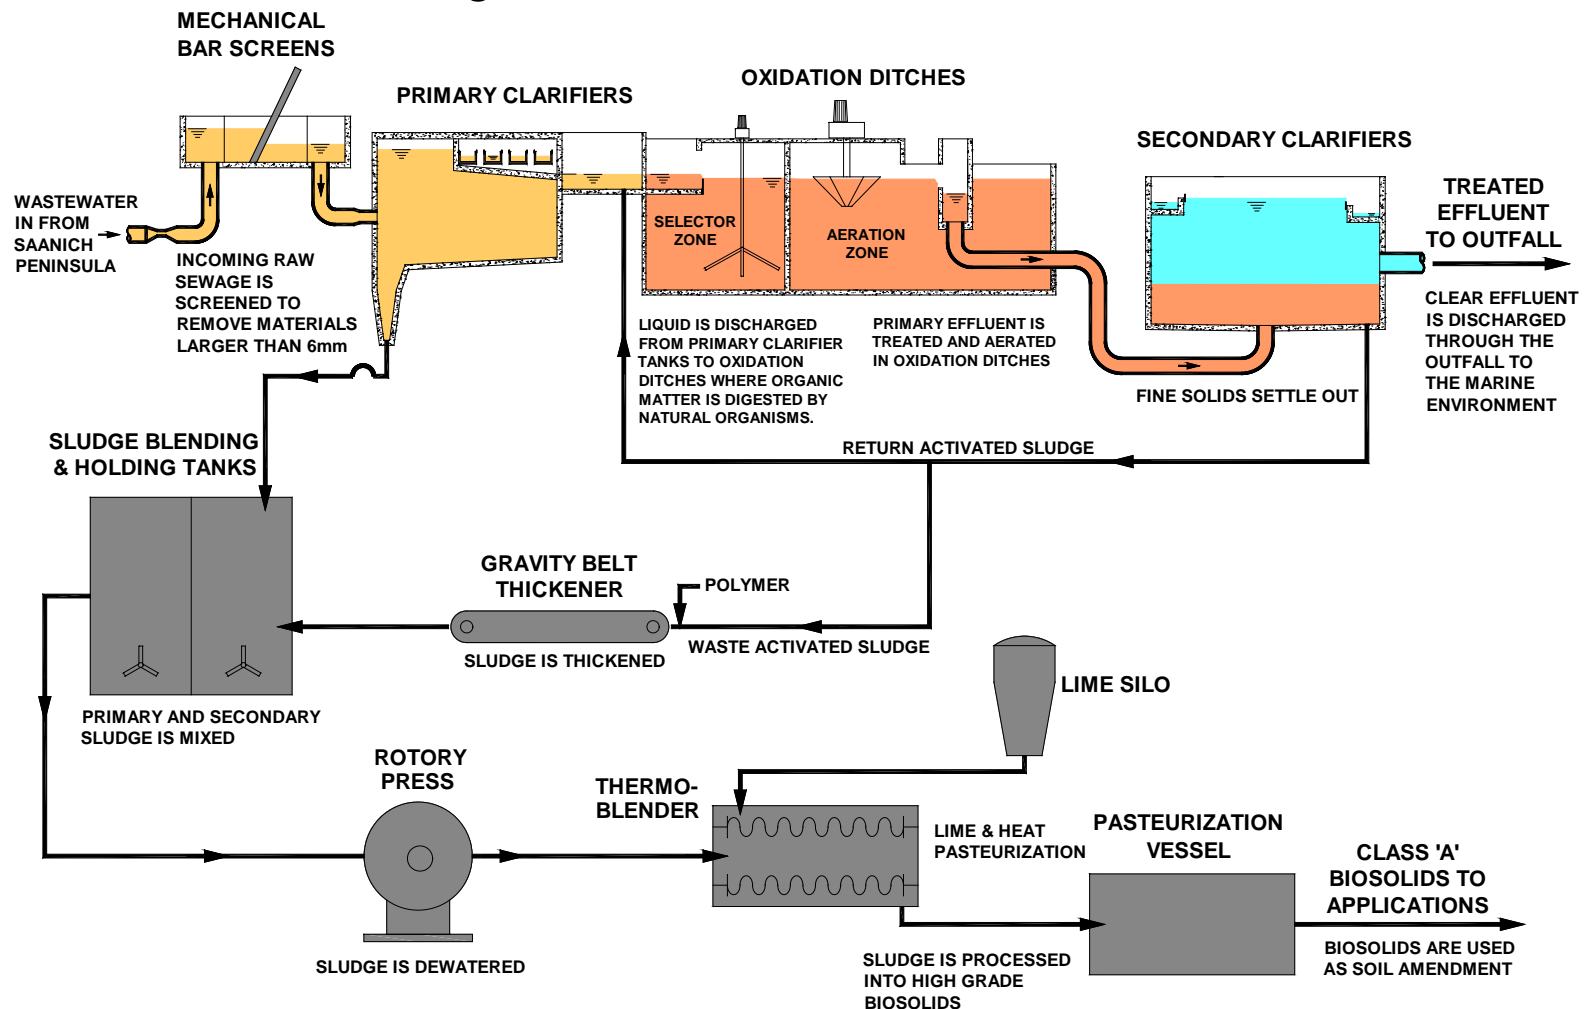 MECHANICAL
BAR SCREENS
PRIMARY CLARIFIERS
OXIDATION DITCHES
SECONDARY CLARIFIERS
WASTEWATER
IN FROM
SAANICH
PENINSULA
INCOMING RAW
SEWAGE IS
SCREENED TO
REMOVE MATERIALS
LARGER THAN 6mm
SELECTOR
ZONE
AERATION
ZONE
TREATED
EFFLUENT
TO OUTFALL
CLEAR EFFLUENT
IS DISCHARGED
THROUGH THE
OUTFALL TO
THE MARINE
ENVIRONMENT
LIQUID IS DISCHARGED
FROM PRIMARY CLARIFIER
TANKS TO OXIDATION
DITCHES WHERE ORGANIC
MATTER IS DIGESTED BY
NATURAL ORGANISMS.
PRIMARY EFFLUENT IS
TREATED AND AERATED
IN OXIDATION DITCHES
FINE SOLIDS SETTLE OUT
RETURN ACTIVATED SLUDGE
SLUDGE BLENDING
& HOLDING TANKS
GRAVITY BELT
THICKENER
POLYMER
SLUDGE IS THICKENED
WASTE ACTIVATED SLUDGE
PRIMARY AND SECONDARY
SLUDGE IS MIXED
LIME SILO
ROTORY
PRESS
SLUDGE IS DEWATERED
THERMO-
BLENDER
LIME & HEAT
PASTEURIZATION
PASTEURIZATION
VESSEL
SLUDGE IS PROCESSED
INTO HIGH GRADE
BIOSOLIDS
CLASS 'A'
BIOSOLIDS TO
APPLICATIONS
BIOSOLIDS ARE USED
AS SOIL AMENDMENT